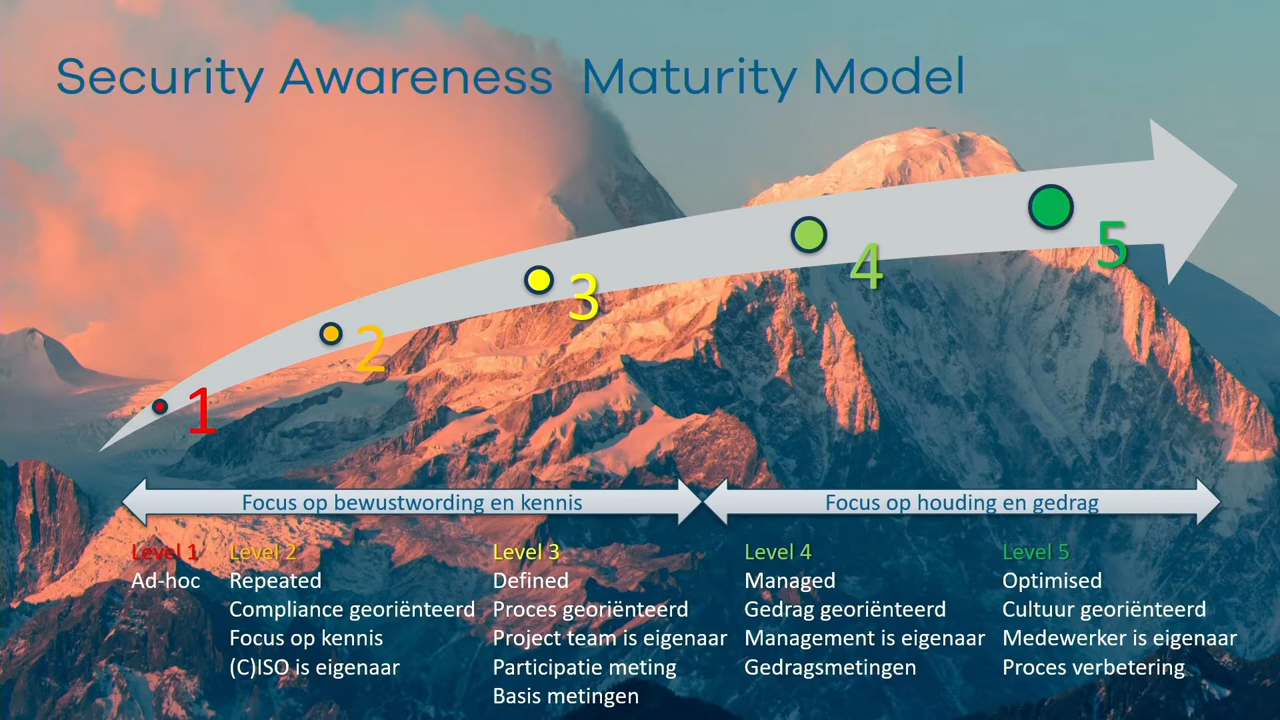 Security Awareness Maturity Model
1
2
3
4
5
Focus op bewustwording en kennis
Focus op houding en gedrag
Level 1
Ad-hoc
Level 2
Repeated
Compliance georiënteerd
Focus op kennis
(C)ISO is eigenaar
Level 3
Defined
Proces georiënteerd
Project team is eigenaar
Participatie meting
Basis metingen
Level 4
Managed
Gedrag georiënteerd
Management is eigenaar
Gedragsmetingen
Level 5
Optimised
Cultuur georiënteerd
Medewerker is eigenaar
Proces verbetering